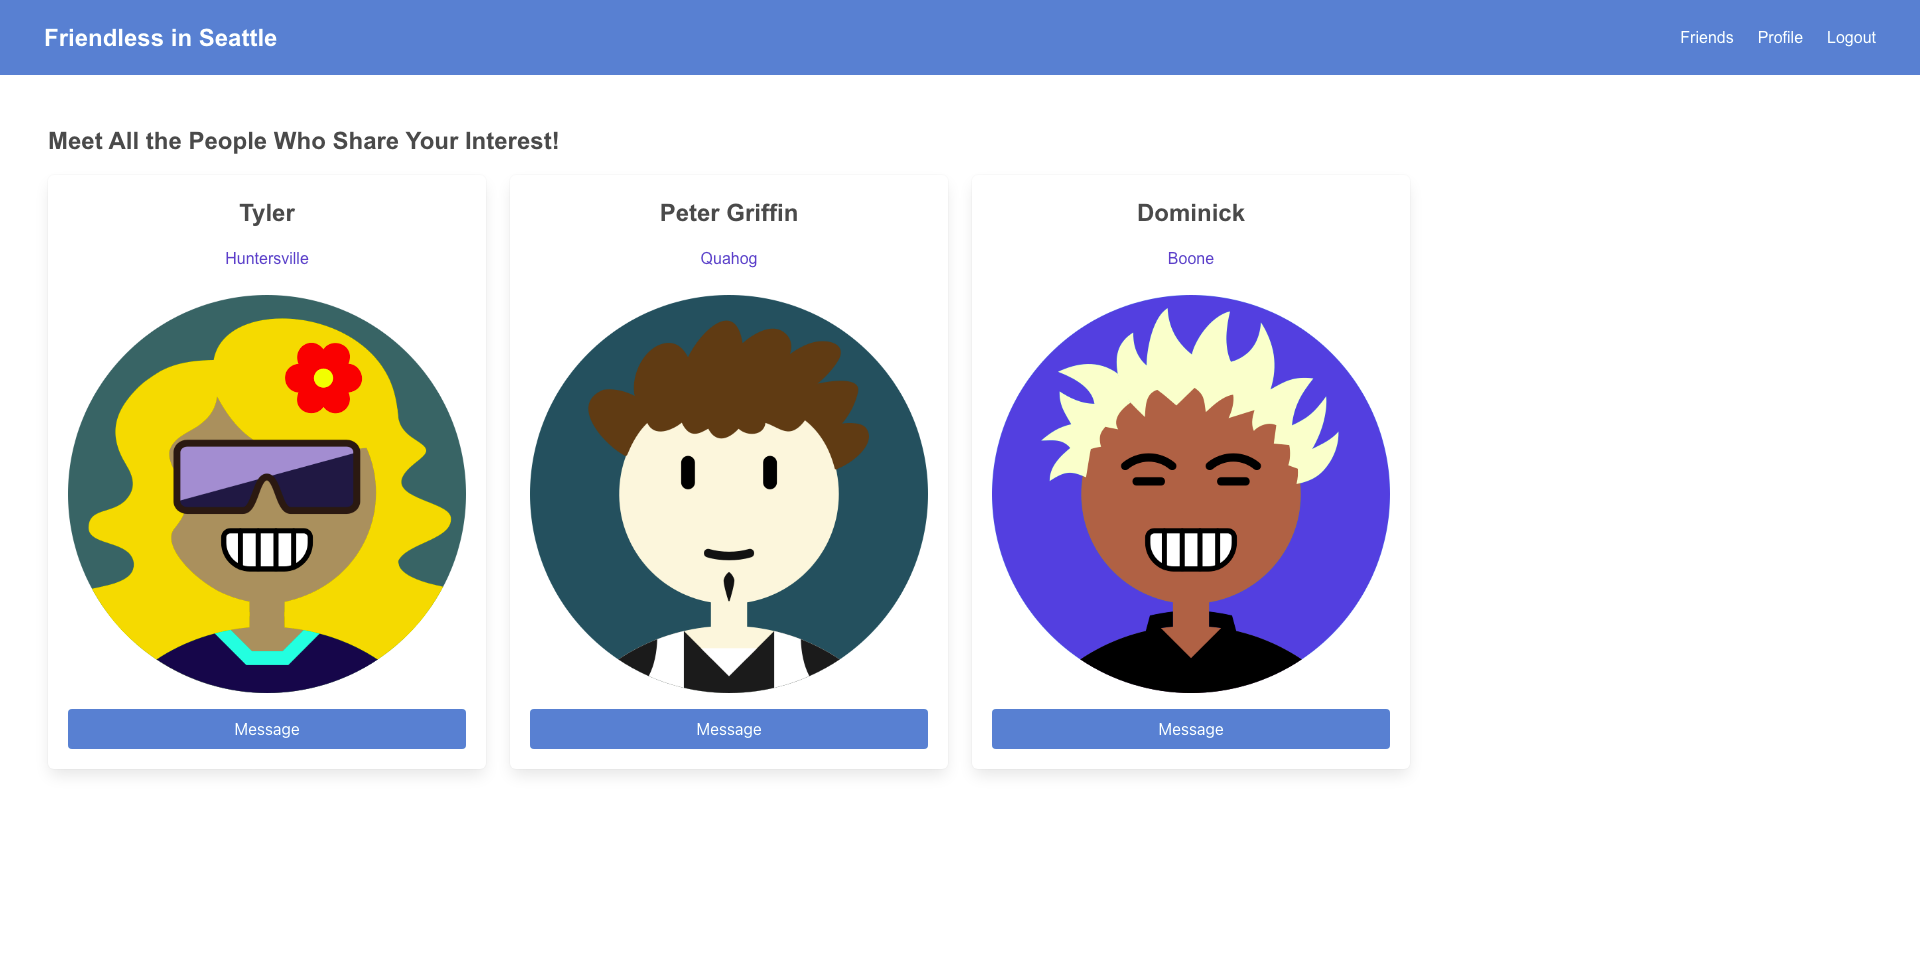 Friendless in Seattle
Friends Profile Logout
Meet All the People Who Share Your Interest!
Tyler
Huntersville
Message
Peter Griffin
Quahog
Message
Dominick
Boone
Message